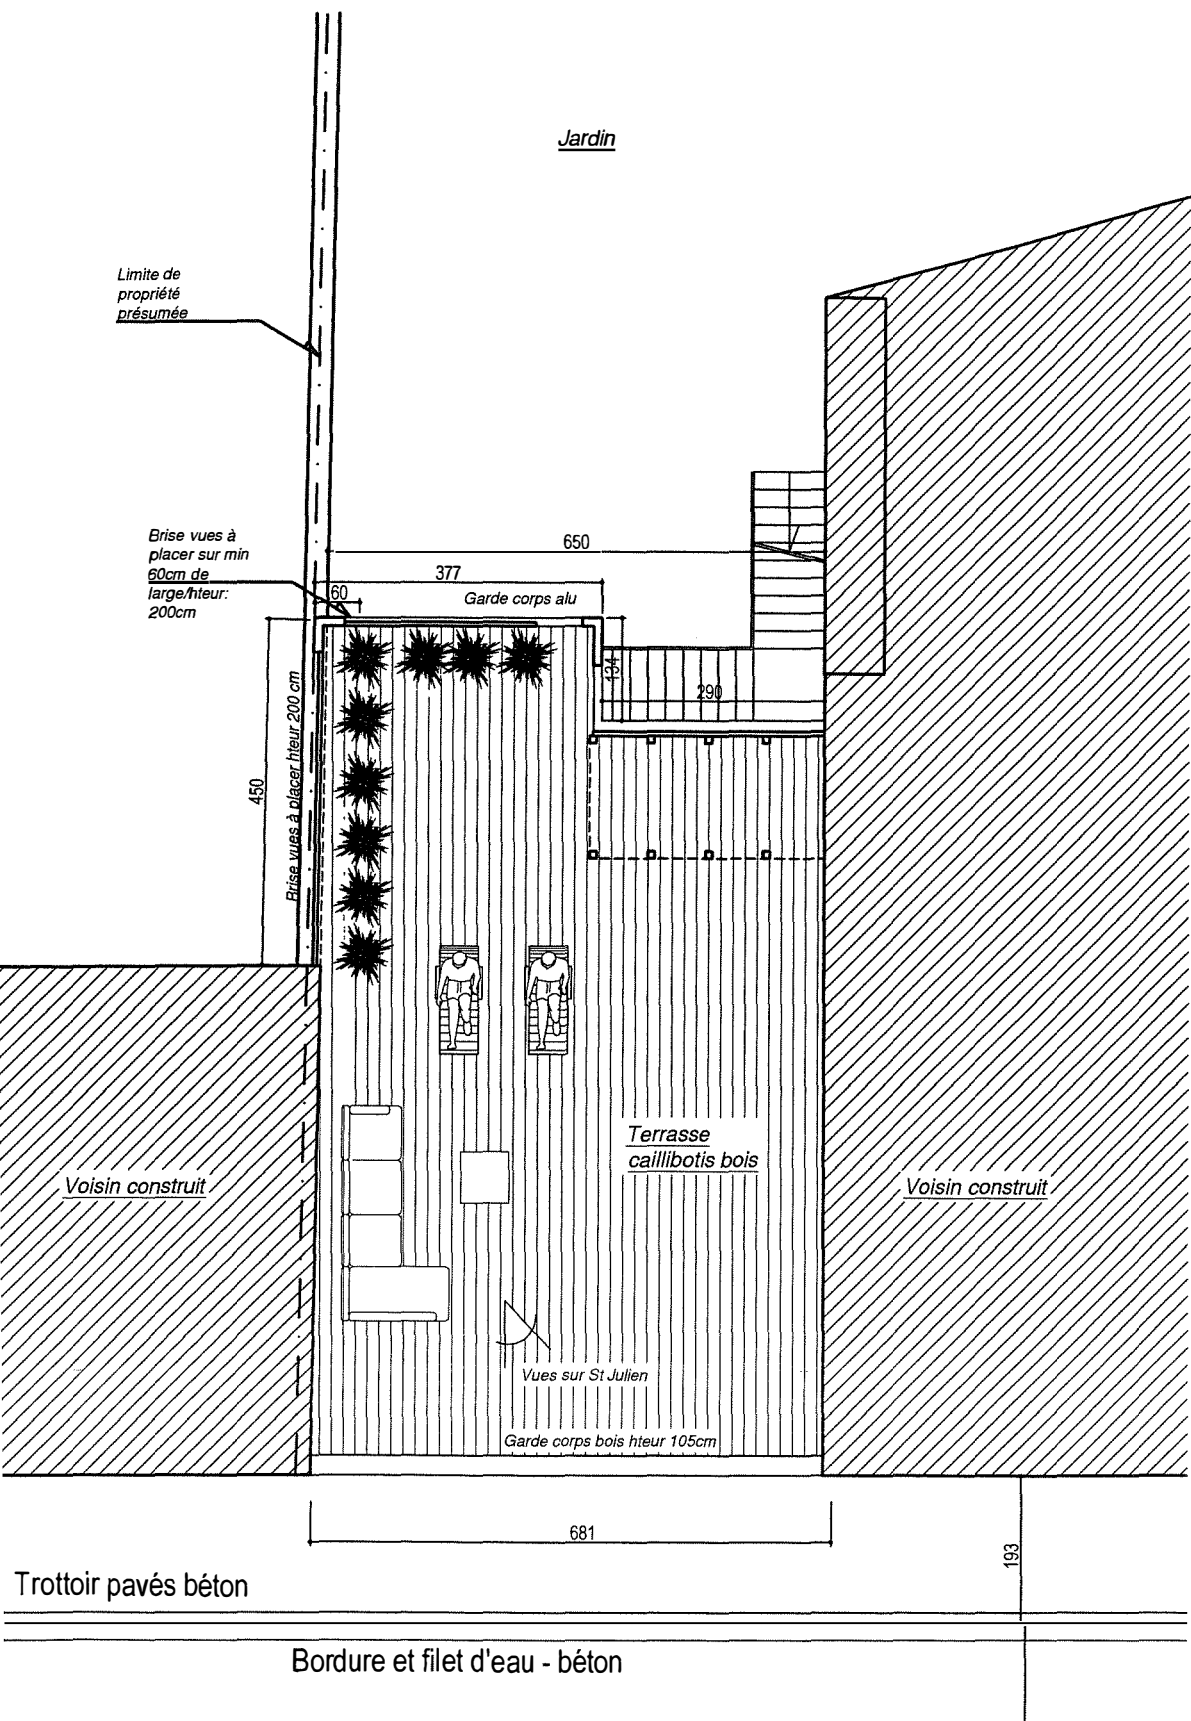 Jardin
Limite de
propriété
présumée
Brise vues à
placer sur min
60cm de
large/hteur:
200cm
650
377
60
Garde corps alu
134
290
Brise vues à placer hteur 200 cm
450
Terrasse
caillibotis bois
Voisin construit
Voisin construit
Vues sur St Julien
Garde corps bois hteur 105cm
681
193
Trottoir pavés béton
Bordure et filet d'eau - béton